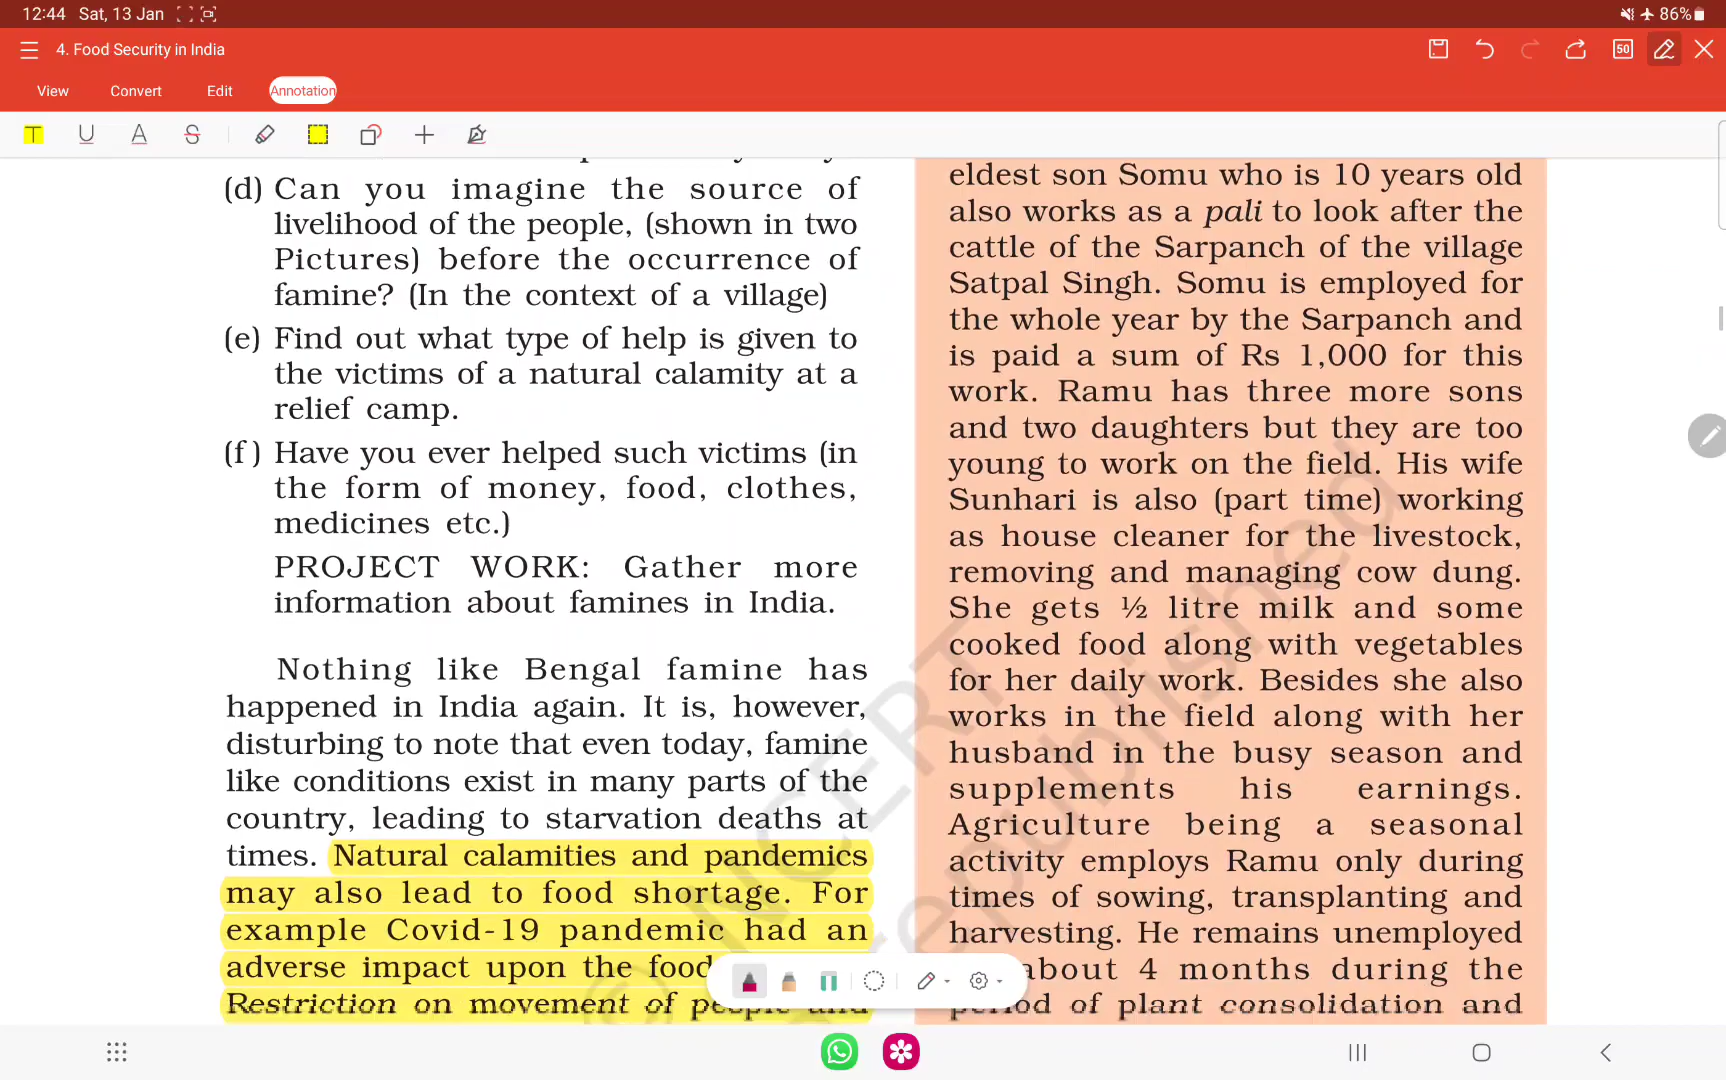 12:44 Sat, 13 Jan
86%
4. Food Security in India
50
View Convert Edit Annotation
(d) Can you imagine the source of
livelihood of the people, (shown in two
Pictures) before the occurrence of
famine? (In the context of a village)
(e) Find out what type of help is given to
the victims of a natural calamity at a
relief camp.
(f) Have you ever helped such victims (in
the form of money, food, clothes,
medicines etc.)
PROJECT WORK: Gather more
information about famines in India.
Nothing like Bengal famine has
happened in India again. It is, however,
disturbing to note that even today, famine
like conditions exist in many parts of the
country, leading to starvation deaths at
times. Natural calamities and pandemics
may also lead to food shortage. For
example Covid-19 pandemic had an
adverse impact upon the food
Restriction on movement of people and
eldest son Somu who is 10 years old
also works as a pali to look after the
cattle of the Sarpanch of the village
Satpal Singh. Somu is employed for
the whole year by the Sarpanch and
is paid a sum of Rs 1,000 for this
work. Ramu has three more sons
and two daughters but they are too
young to work on the field. His wife
Sunhari is also (part time) working
as house cleaner for the livestock,
removing and managing cow dung.
She gets ½ litre milk and some
cooked food along with vegetables
for her daily work. Besides she also
works in the field along with her
husband in the busy season and
supplements his earnings.
Agriculture being a seasonal
activity employs Ramu only during
times of sowing, transplanting and
harvesting. He remains unemployed
about 4 months during the
period of plant consolidation and
© NCERT
republished